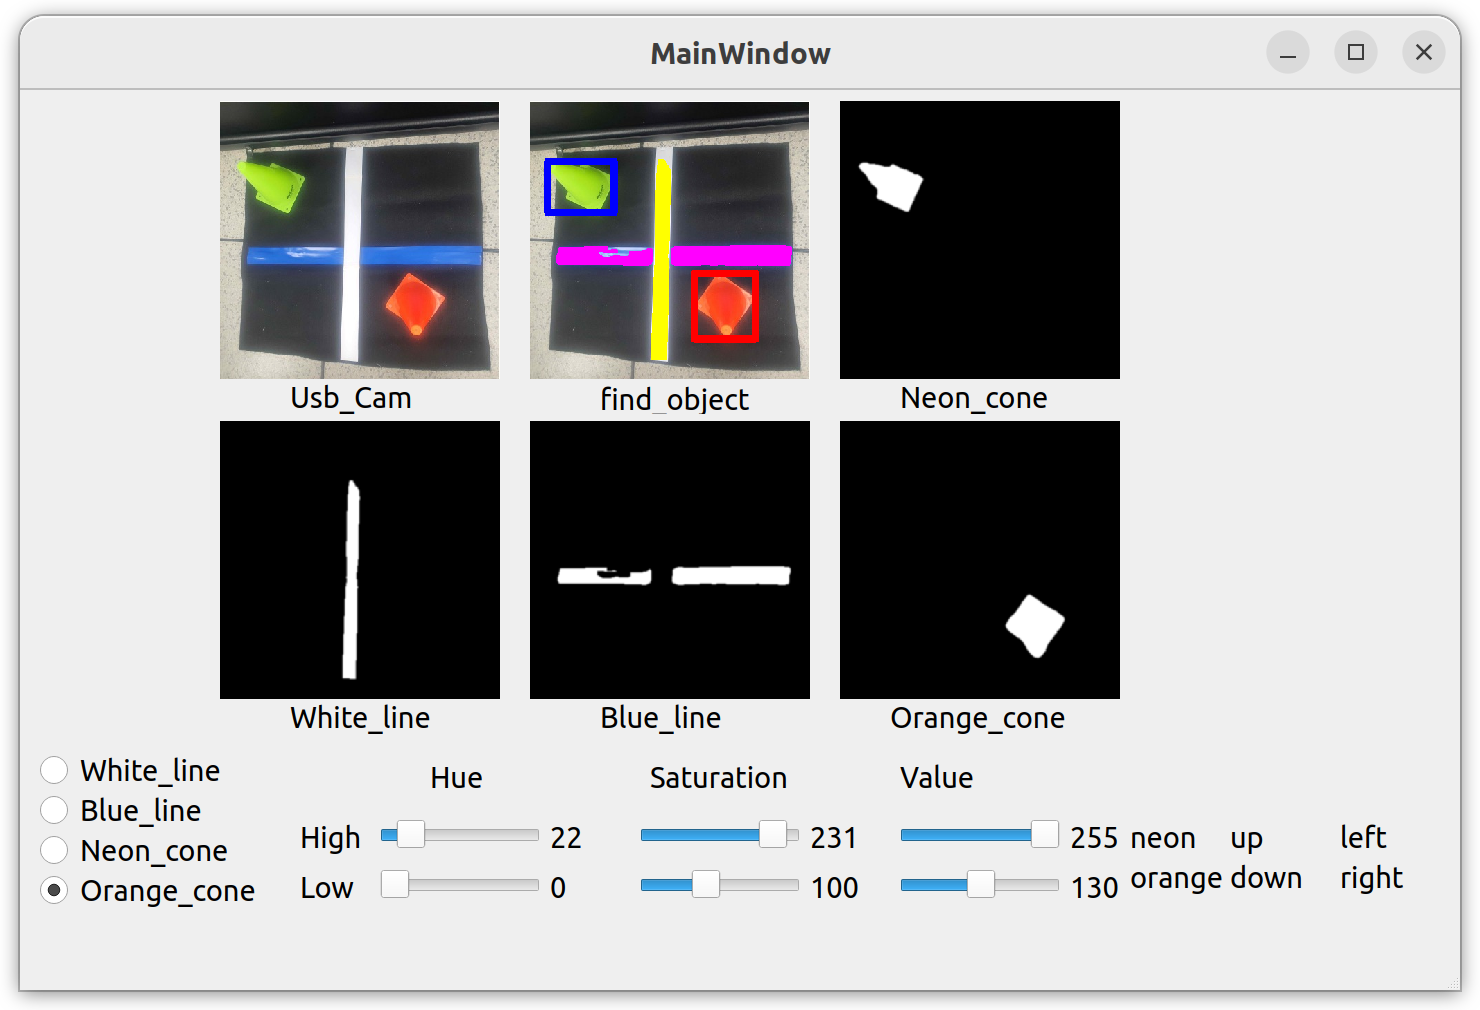 MainWindow
Usb_Cam
find_object
Neon_cone
White_line
Blue_line
Orange_cone
White_line
Blue_line
Neon_cone
Orange_cone
Hue
Saturation
Value
High 22 231 255 neon up left
Low 0 100 130 orange down right